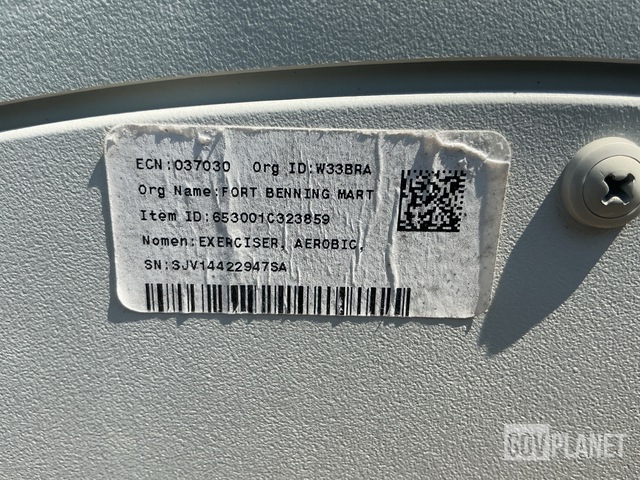 ECN:037030 Org ID:W33BRA
Org Name:FORT BENNING MART
Item ID:653001C323859
Nomen:EXERCISER, AEROBIC,
SN:SJV14422947SA
GOVPLANET